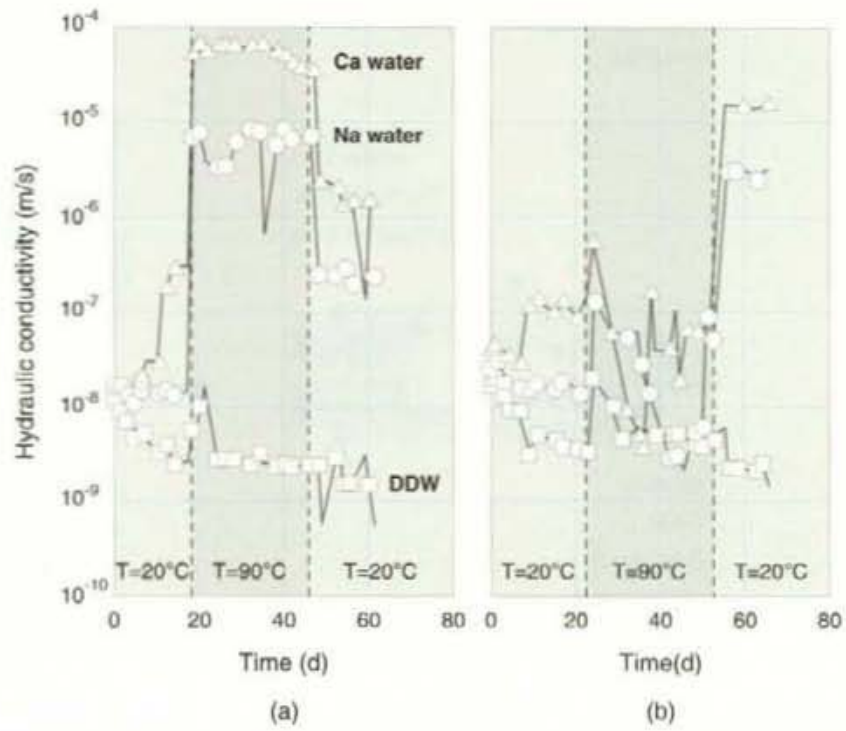 10-4
10-5
10-6
10-7
10-8
10-9
10-10
Hydraulic conductivity (m/s)
Ca water
Na water
DDW
T=20°C T=90°C T=20°C
T=20°C T=90°C T=20°C
0 20 40 60 80
0 20 40 60 80
Time (d)
Time(d)
(a)
(b)